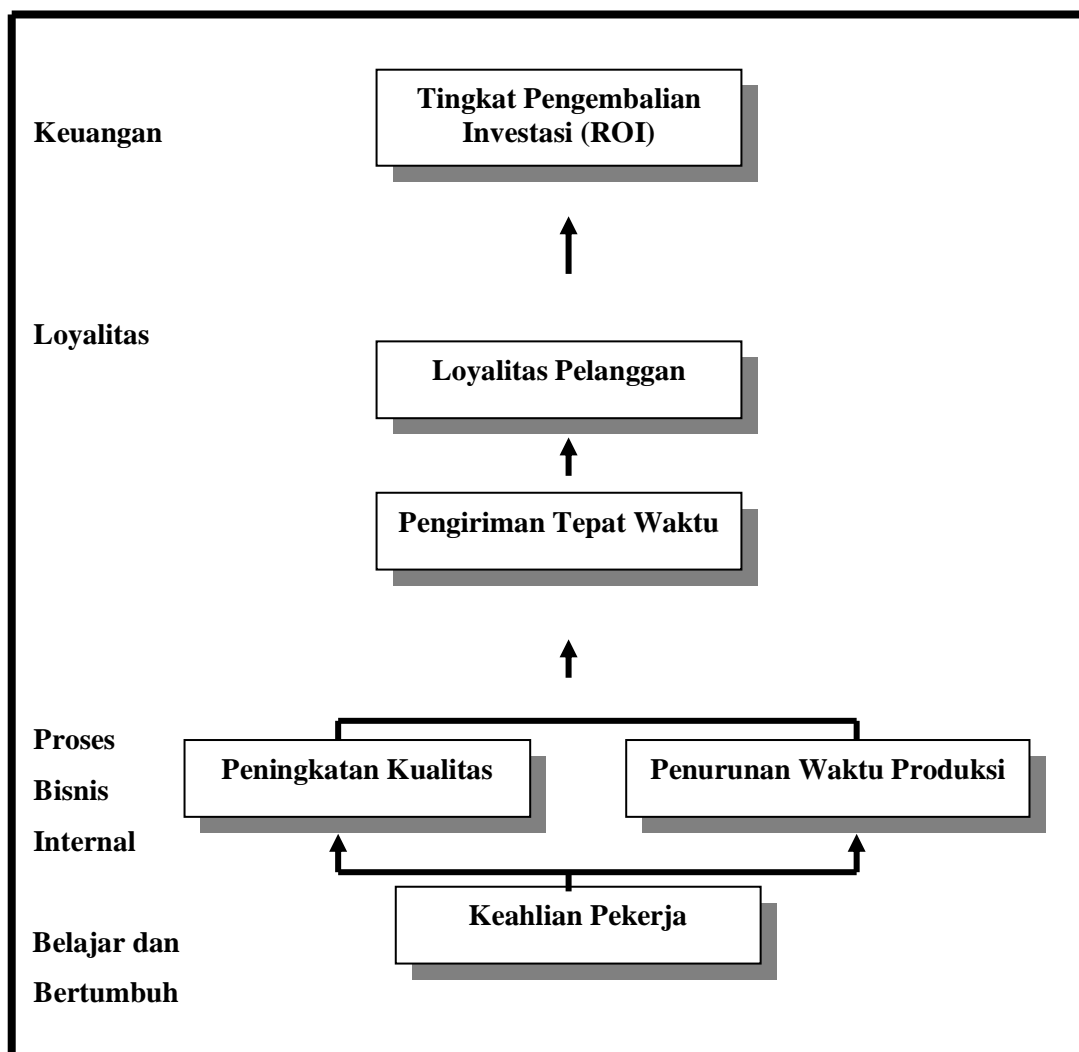 Tingkat Pengembalian
Keuangan
Investasi (ROI)
Loyalitas
Loyalitas Pelanggan
Pengiriman Tepat Waktu
Proses
Bisnis
Internal
Peningkatan Kualitas
Penurunan Waktu Produksi
Keahlian Pekerja
Belajar dan
Bertumbuh